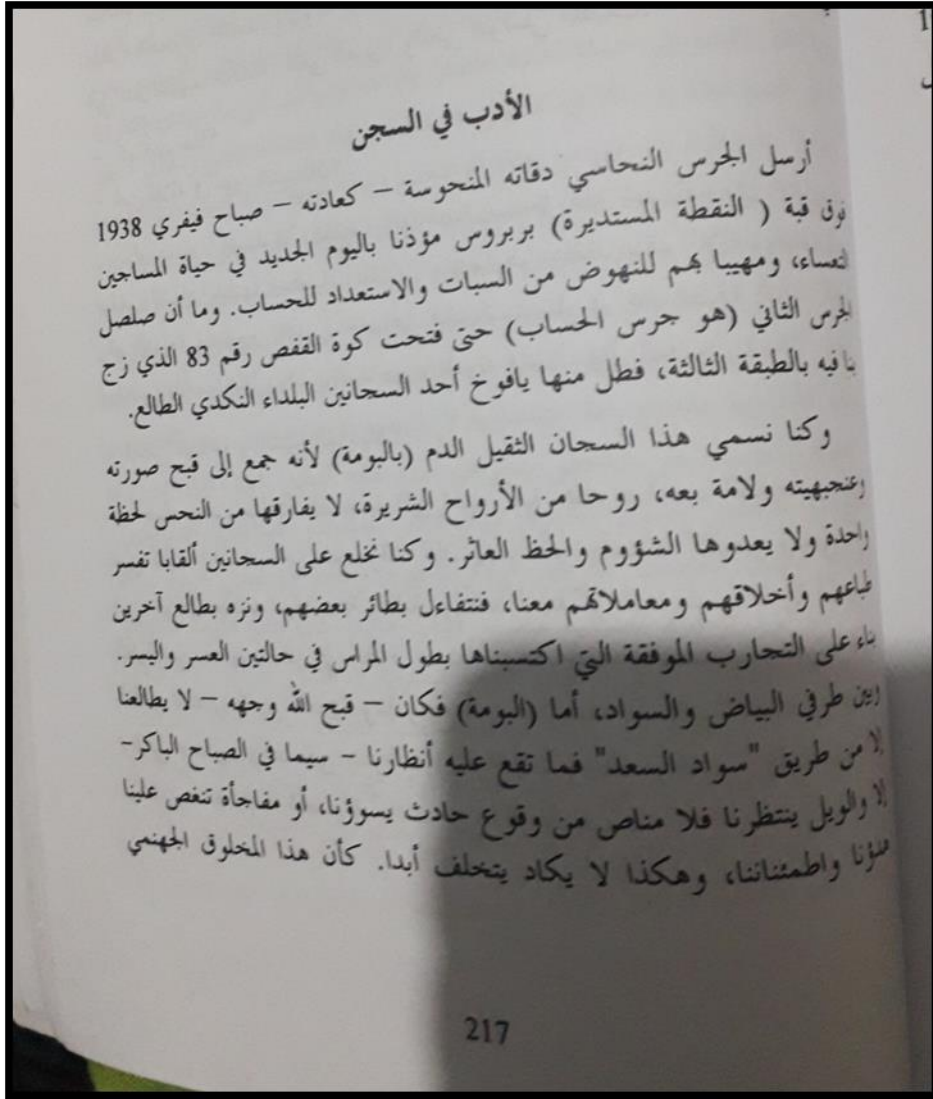 الأدب في السجن
أرسل الجرس النحاسي دقاته المنحوسة – كعادته – صباح فيفري 1938
فوق قبة ( النقطة المستديرة) بربروس مؤذنا باليوم الجديد في حياة المساجين
التعساء، ومهيبا بهم للنهوض من السبات والاستعداد للحساب. وما أن صلصل
الجرس الثاني (هو جرس الحساب) حتى فتحت كوة القفص رقم 83 الذي زج
بنا فيه بالطبقة الثالثة، فطل منها يافوخ أحد السجانين البلداء النكدي الطالع.
وكنا نسمي هذا السجان الثقيل الدم (بالبومة) لأنه جمع إلى قبح صورته
وعنجهيته ولامة بعه، روحا من الأرواح الشريرة، لا يفارقها من النحس لحظة
واحدة ولا يعدوها الشؤوم والحظ العاثر. وكنا نخلع على السجانين ألقابا تفسر
طباعهم وأخلاقهم ومعاملاتهم معنا، فنتفاءل بطائر بعضهم، ونزه بطالع آخرين
بناء على التجارب الموفقة التي اكتسبناها بطول المراس في حالتين العسر واليسر.
وبين طرفي البياض والسواد، أما (البومة) فكان – قبح الله وجهه – لا يطالعنا
إلا من طريق "سواد السعد" فما تقع عليه أنظارنا - سيما في الصباح الباكر-
إلا والويل ينتظرنا فلا مناص من وقوع حادث يسوؤنا، أو مفاجأة تنغص علينا
هدؤنا واطمئناننا، وهكذا لا يكاد يتخلف أبدا. كأن هذا المخلوق الجهنمي
217